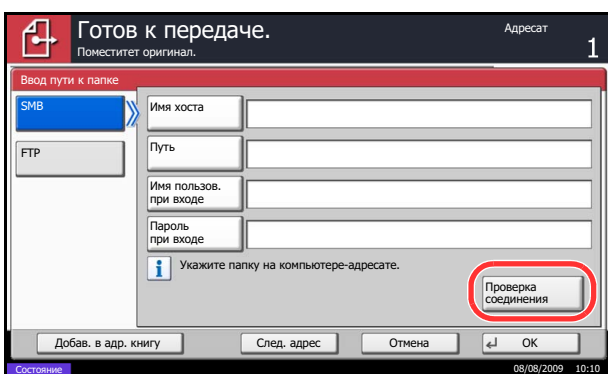 Готов к передаче.
Адресат
Поместитет оригинал.
1
Ввод пути к папке
SMB
Имя хоста
FTP
Путь
Имя пользов.
при входе
Пароль
при входе
Укажите папку на компьютере-адресате.
Проверка
соединения
Добав. в адр. книгу
След. адрес
Отмена
OK
Состояние
08/08/2009 10:10